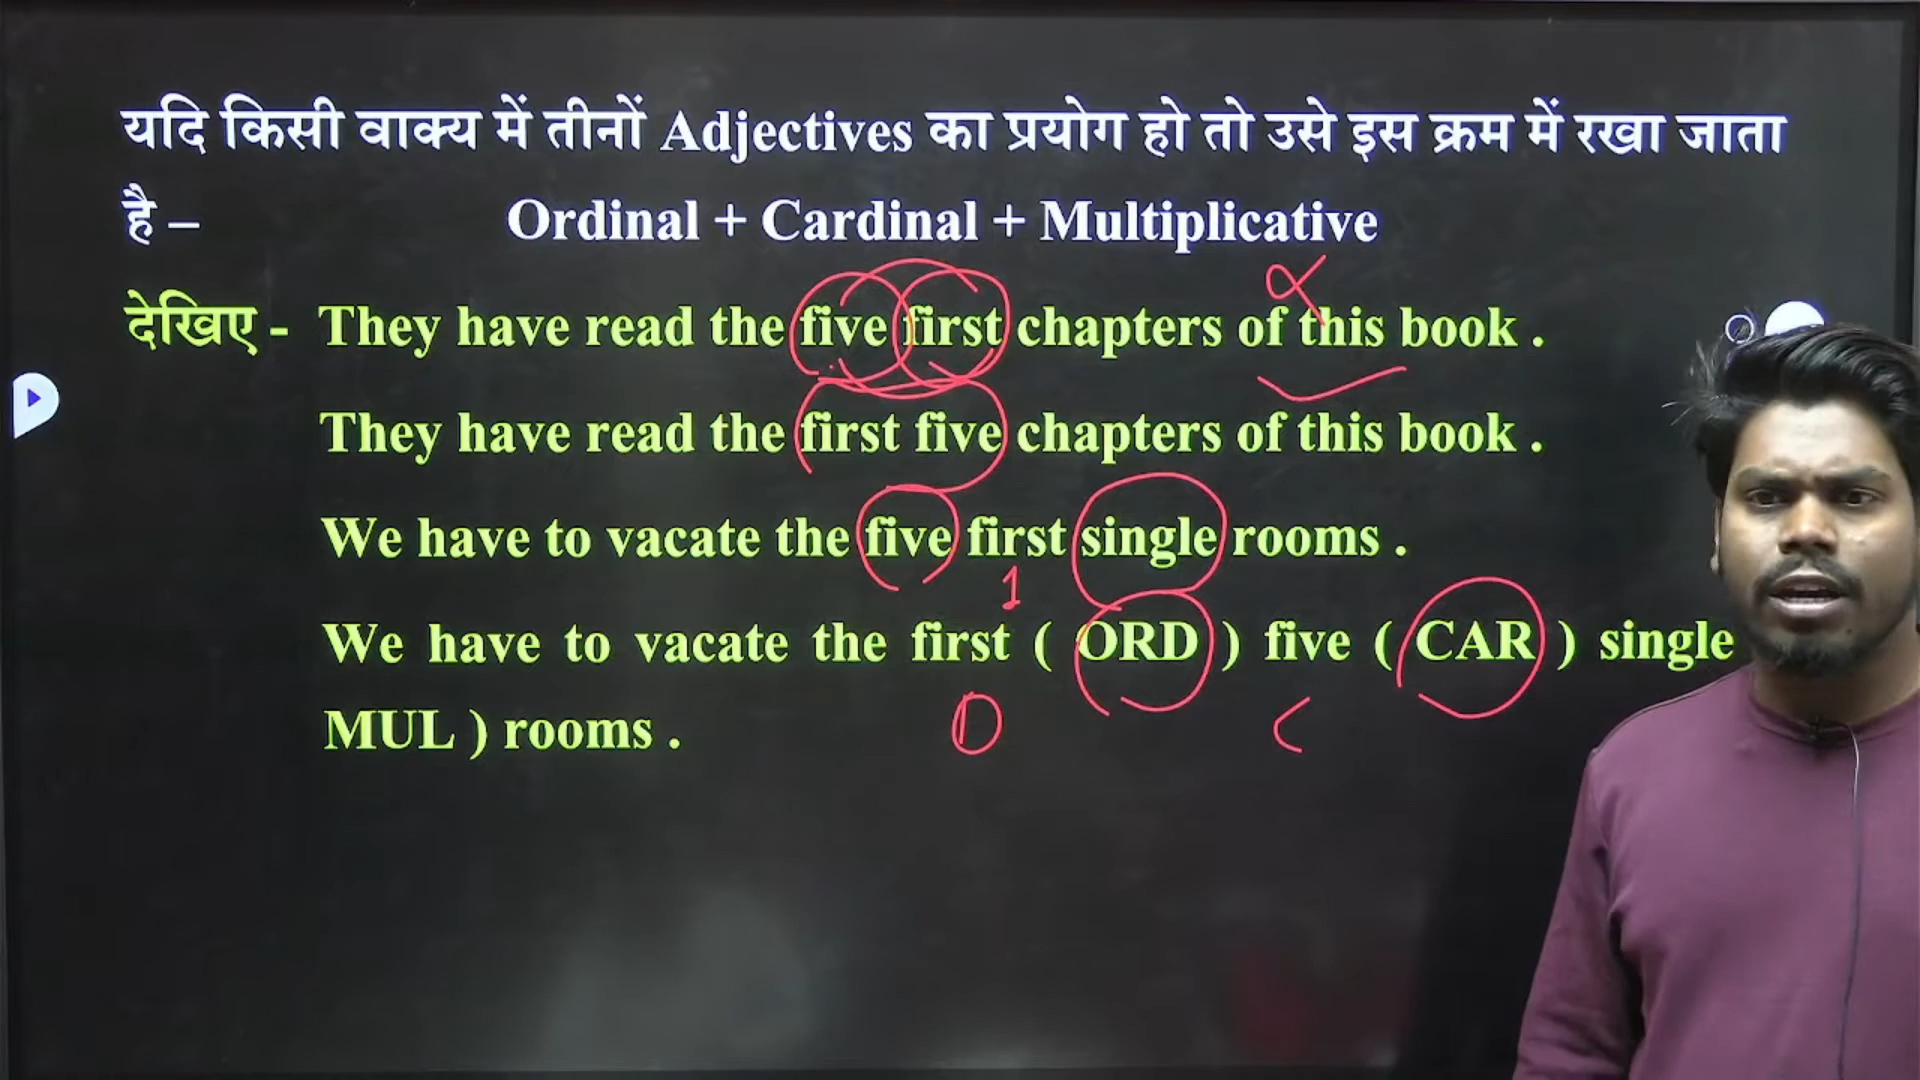 यदि किसी वाक्य में तीनों Adjectives का प्रयोग हो तो उसे इस क्रम में रखा जाता
है – Ordinal + Cardinal + Multiplicative
देखिए - They have read the five first chapters of this book .
They have read the first five chapters of this book .
We have to vacate the five first single rooms .
1
We have to vacate the first ( ORD ) five ( CAR ) single
MUL ) rooms .
O C